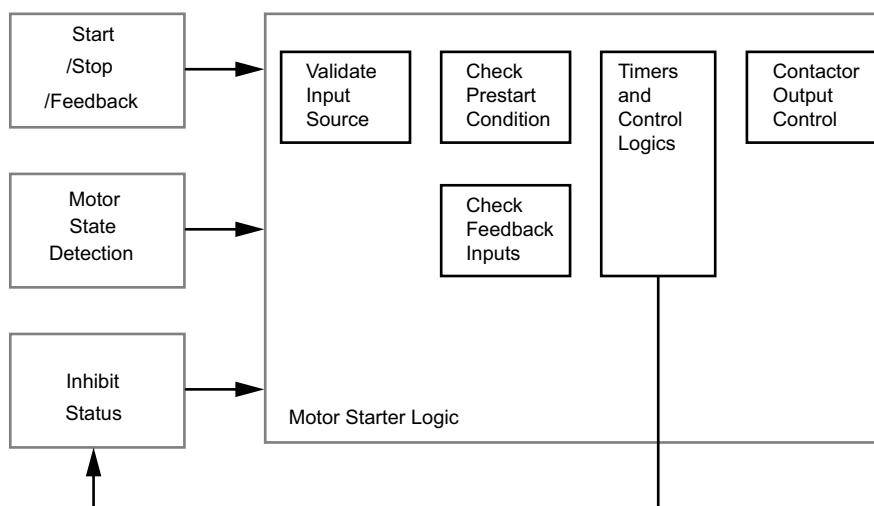 Start
/Stop
/Feedback
Motor
State
Detection
Inhibit
Status
Validate
Input
Source
Check
Prestart
Condition
Check
Feedback
Inputs
Timers
and
Control
Logics
Contactor
Output
Control
Motor Starter Logic